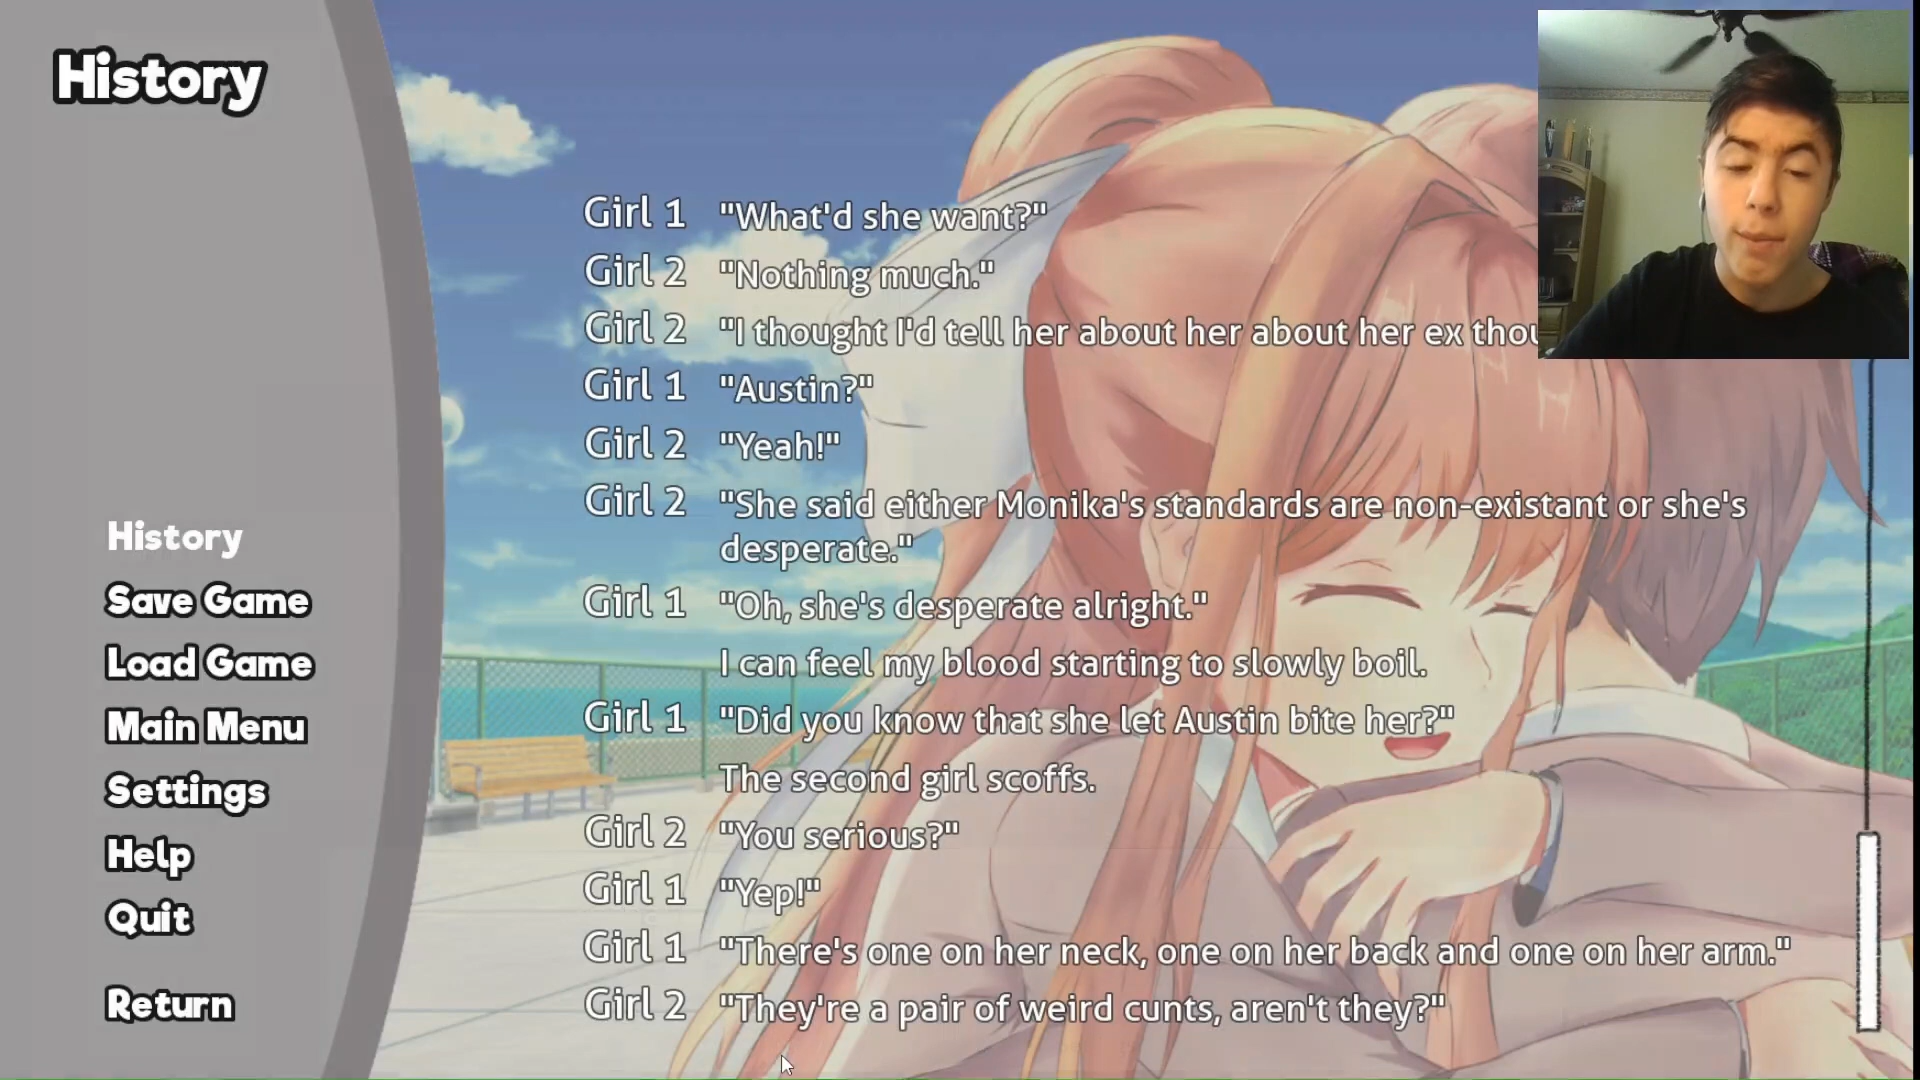 History
Girl 1 "What'd she want?"
Girl 2 "Nothing much."
Girl 2 "I thought I'd tell her about her about her ex
Girl 1 "Austin?"
Girl 2 "Yeah!"
Girl 2 "She said either Monika's standards are non-existant or she's
desperate."
Girl 1 "Oh, she's desperate alright."
I can feel my blood starting to slowly boil.
Girl 1 "Did you know that she let Austin bite her?"
The second girl scoffs.
Girl 2 "You serious?"
Girl 1 "Yep!"
Girl 1 "There's one on her neck, one on her back and one on her arm."
Girl 2 "They're a pair of weird cunts, aren't they?"
History
Save Game
Load Game
Main Menu
Settings
Help
Quit
Return